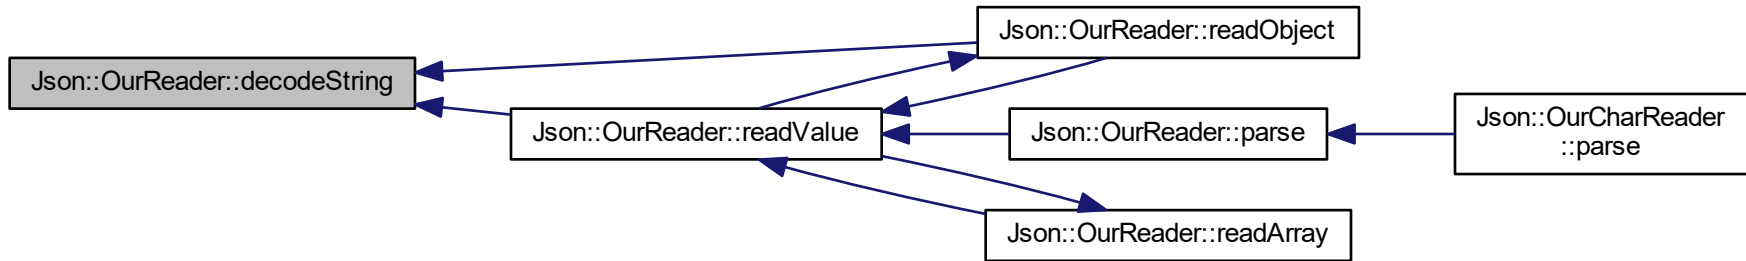 Json::OurReader::decodeString
Json::OurReader::readObject
Json::OurReader::readValue
Json::OurReader::parse
Json::OurCharReader
::parse
Json::OurReader::readArray